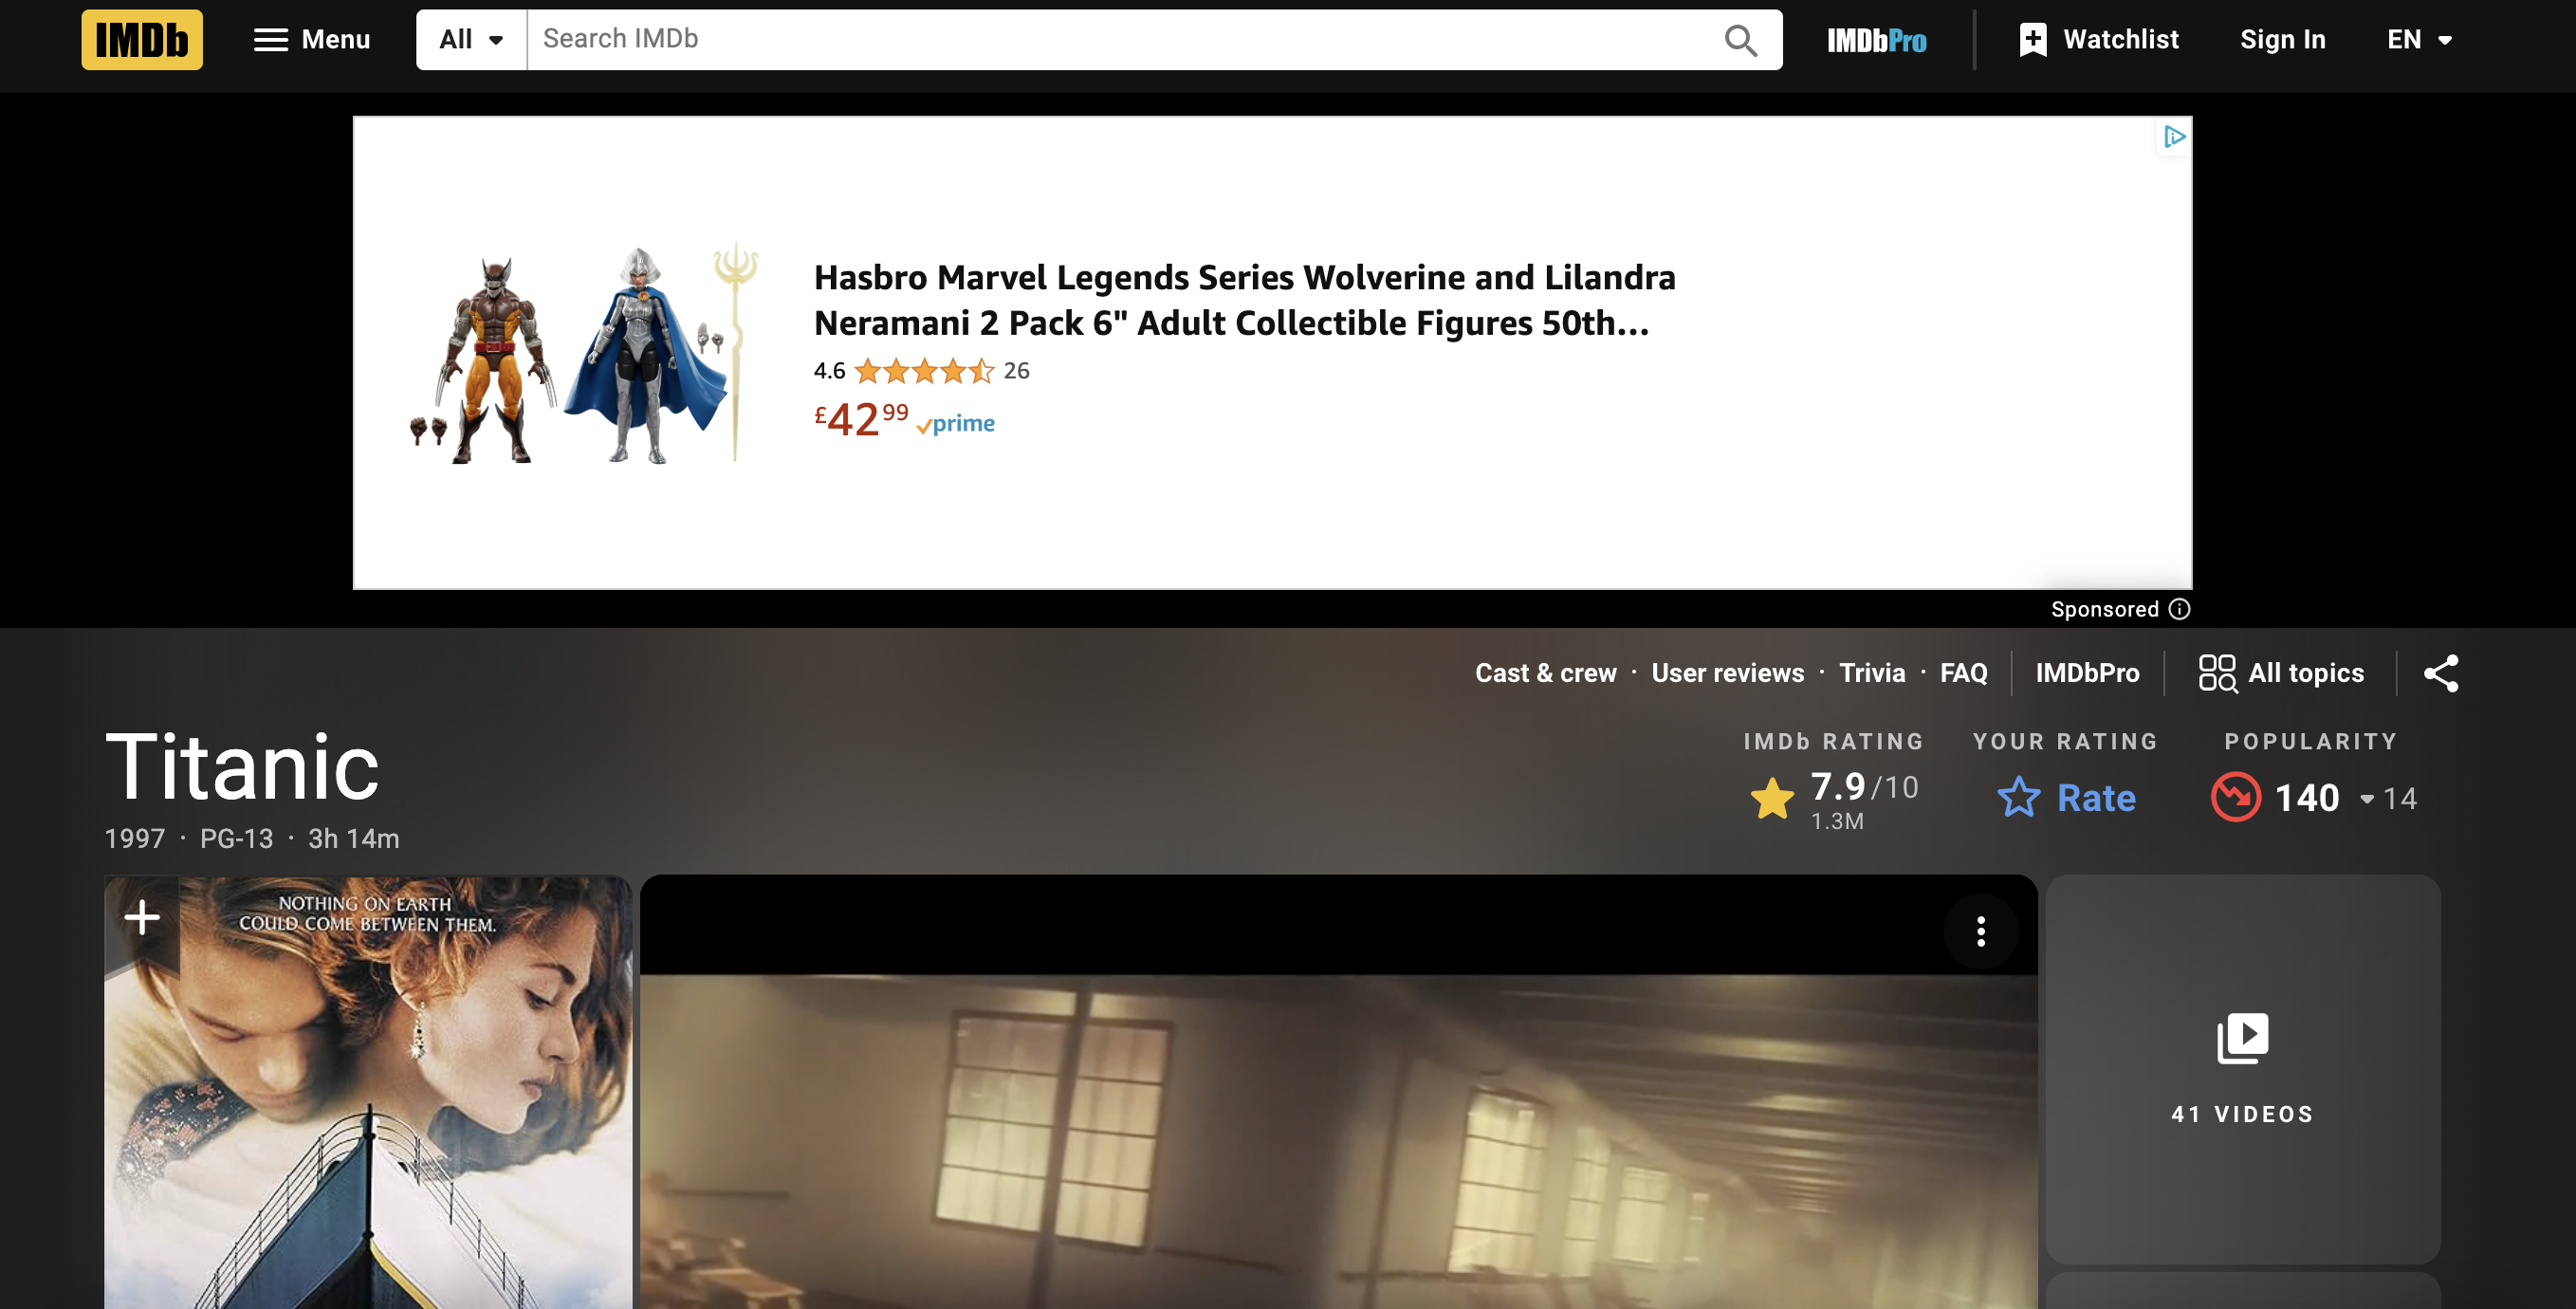 IMDb Menu All Search IMDb IMDbPro Watchlist Sign In EN
Hasbro Marvel Legends Series Wolverine and Lilandra
Neramani 2 Pack 6" Adult Collectible Figures 50th...
4.6 26
£42 99 prime
Sponsored
Cast & crew · User reviews · Trivia · FAQ IMDbPro All topics
Titanic
1997 · PG-13 · 3h 14m
IMDb RATING YOUR RATING POPULARITY
7.9/10 Rate 140 14
1.3M
NOTHING ON EARTH
COULD COME BETWEEN THEM.
41 VIDEOS